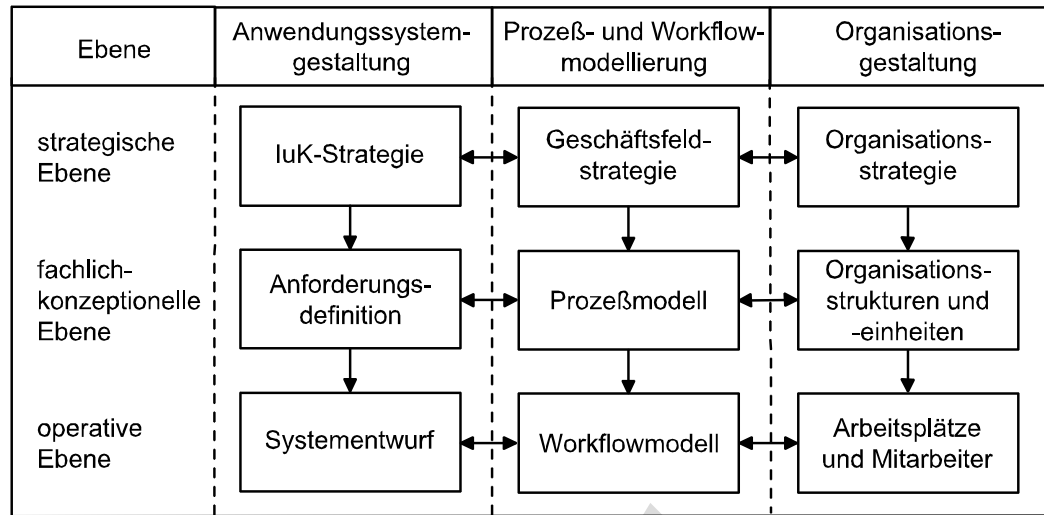 Ebene
Anwendungssystem-
gestaltung
Prozeß- und Workflow-
modellierung
Organisations-
gestaltung
strategische
Ebene
IuK-Strategie
Geschäftsfeld-
strategie
Organisations-
strategie
fachlich-
konzeptionelle
Ebene
Anforderungs-
definition
Prozeßmodell
Organisations-
strukturen und
-einheiten
operative
Ebene
Systementwurf
Workflowmodell
Arbeitsplätze
und Mitarbeiter